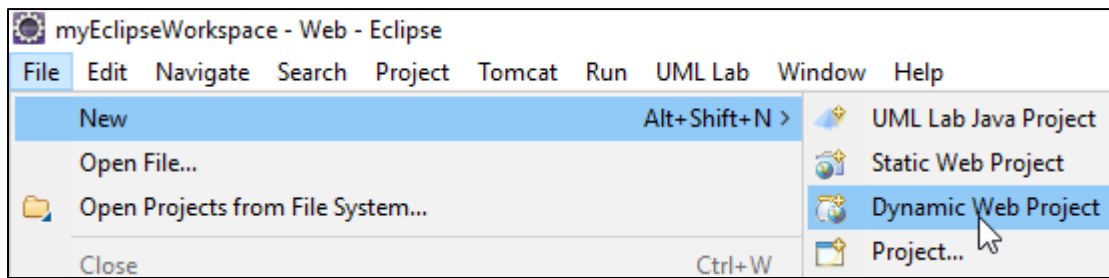 myEclipseWorkspace - Web - Eclipse
File Edit Navigate Search Project Tomcat Run UML Lab Window Help
New Alt+Shift+N > UML Lab Java Project
Open File... Static Web Project
Open Projects from File System... Dynamic Web Project
Close Ctrl+W Project...